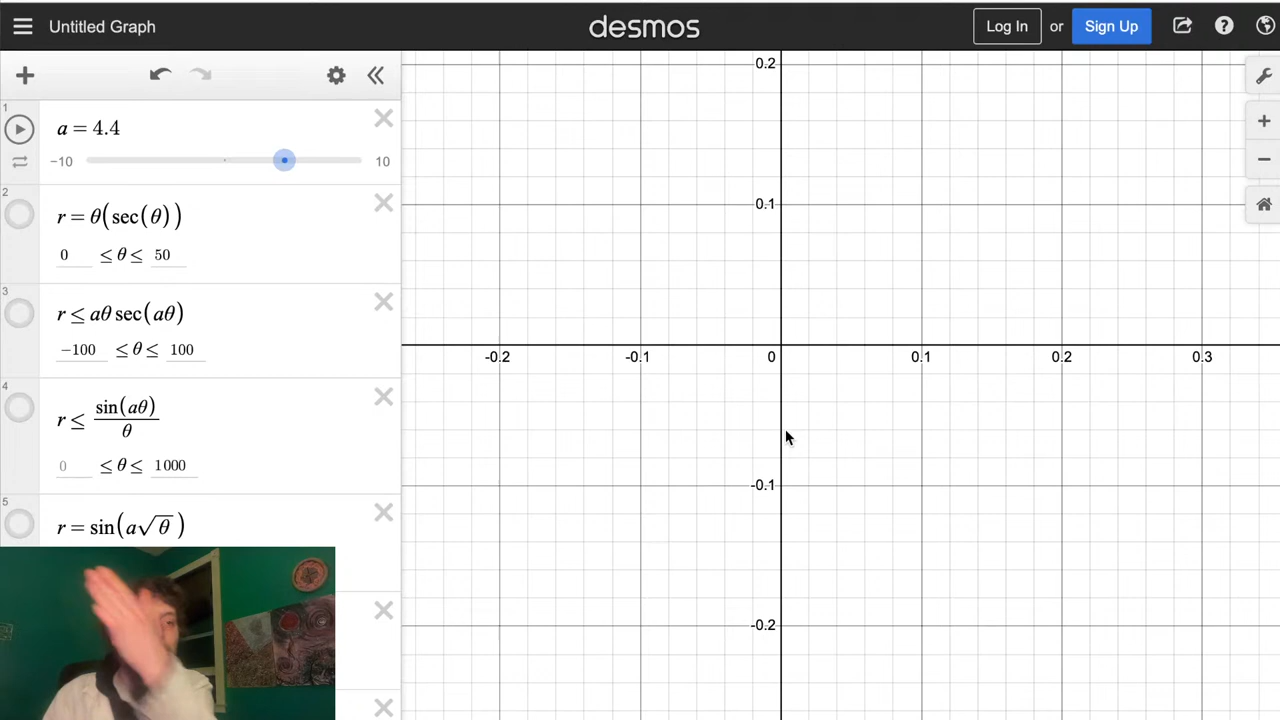 Untitled Graph
desmos
Log In or Sign Up
1
a = 4.4
−10 10
2
r = θ(sec(θ))
0 ≤ θ ≤ 50
3
r ≤ aθ sec(aθ)
−100 ≤ θ ≤ 100
4
r ≤ sin(aθ)/θ
0 ≤ θ ≤ 1000
5
r = sin(a√θ)
0.2
0.1
-0.2 -0.1 0 0.1 0.2 0.3
-0.1
-0.2